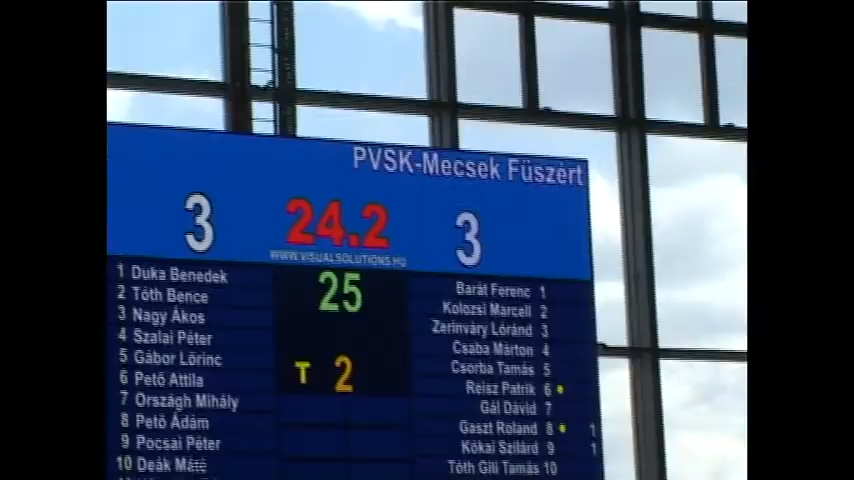 PVSK-Mecsek Füszért
3 24.2 3
WWW.VISUALSOLUTIONS.HU
25
T 2
1 Duka Benedek
2 Tóth Bence
3 Nagy Ákos
4 Szalai Péter
5 Gábor Lőrinc
6 Pető Attila
7 Országh Mihály
8 Pető Ádám
9 Pocsai Péter
10 Deák Máté
Barát Ferenc 1
Kolozsi Marcell 2
Zerinváry Lóránd 3
Csaba Márton 4
Csorba Tamás 5
Reisz Patrik 6
Gál Dávid 7
Gaszt Roland 8 1
Kókai Szilárd 9 1
Tóth Gili Tamás 10